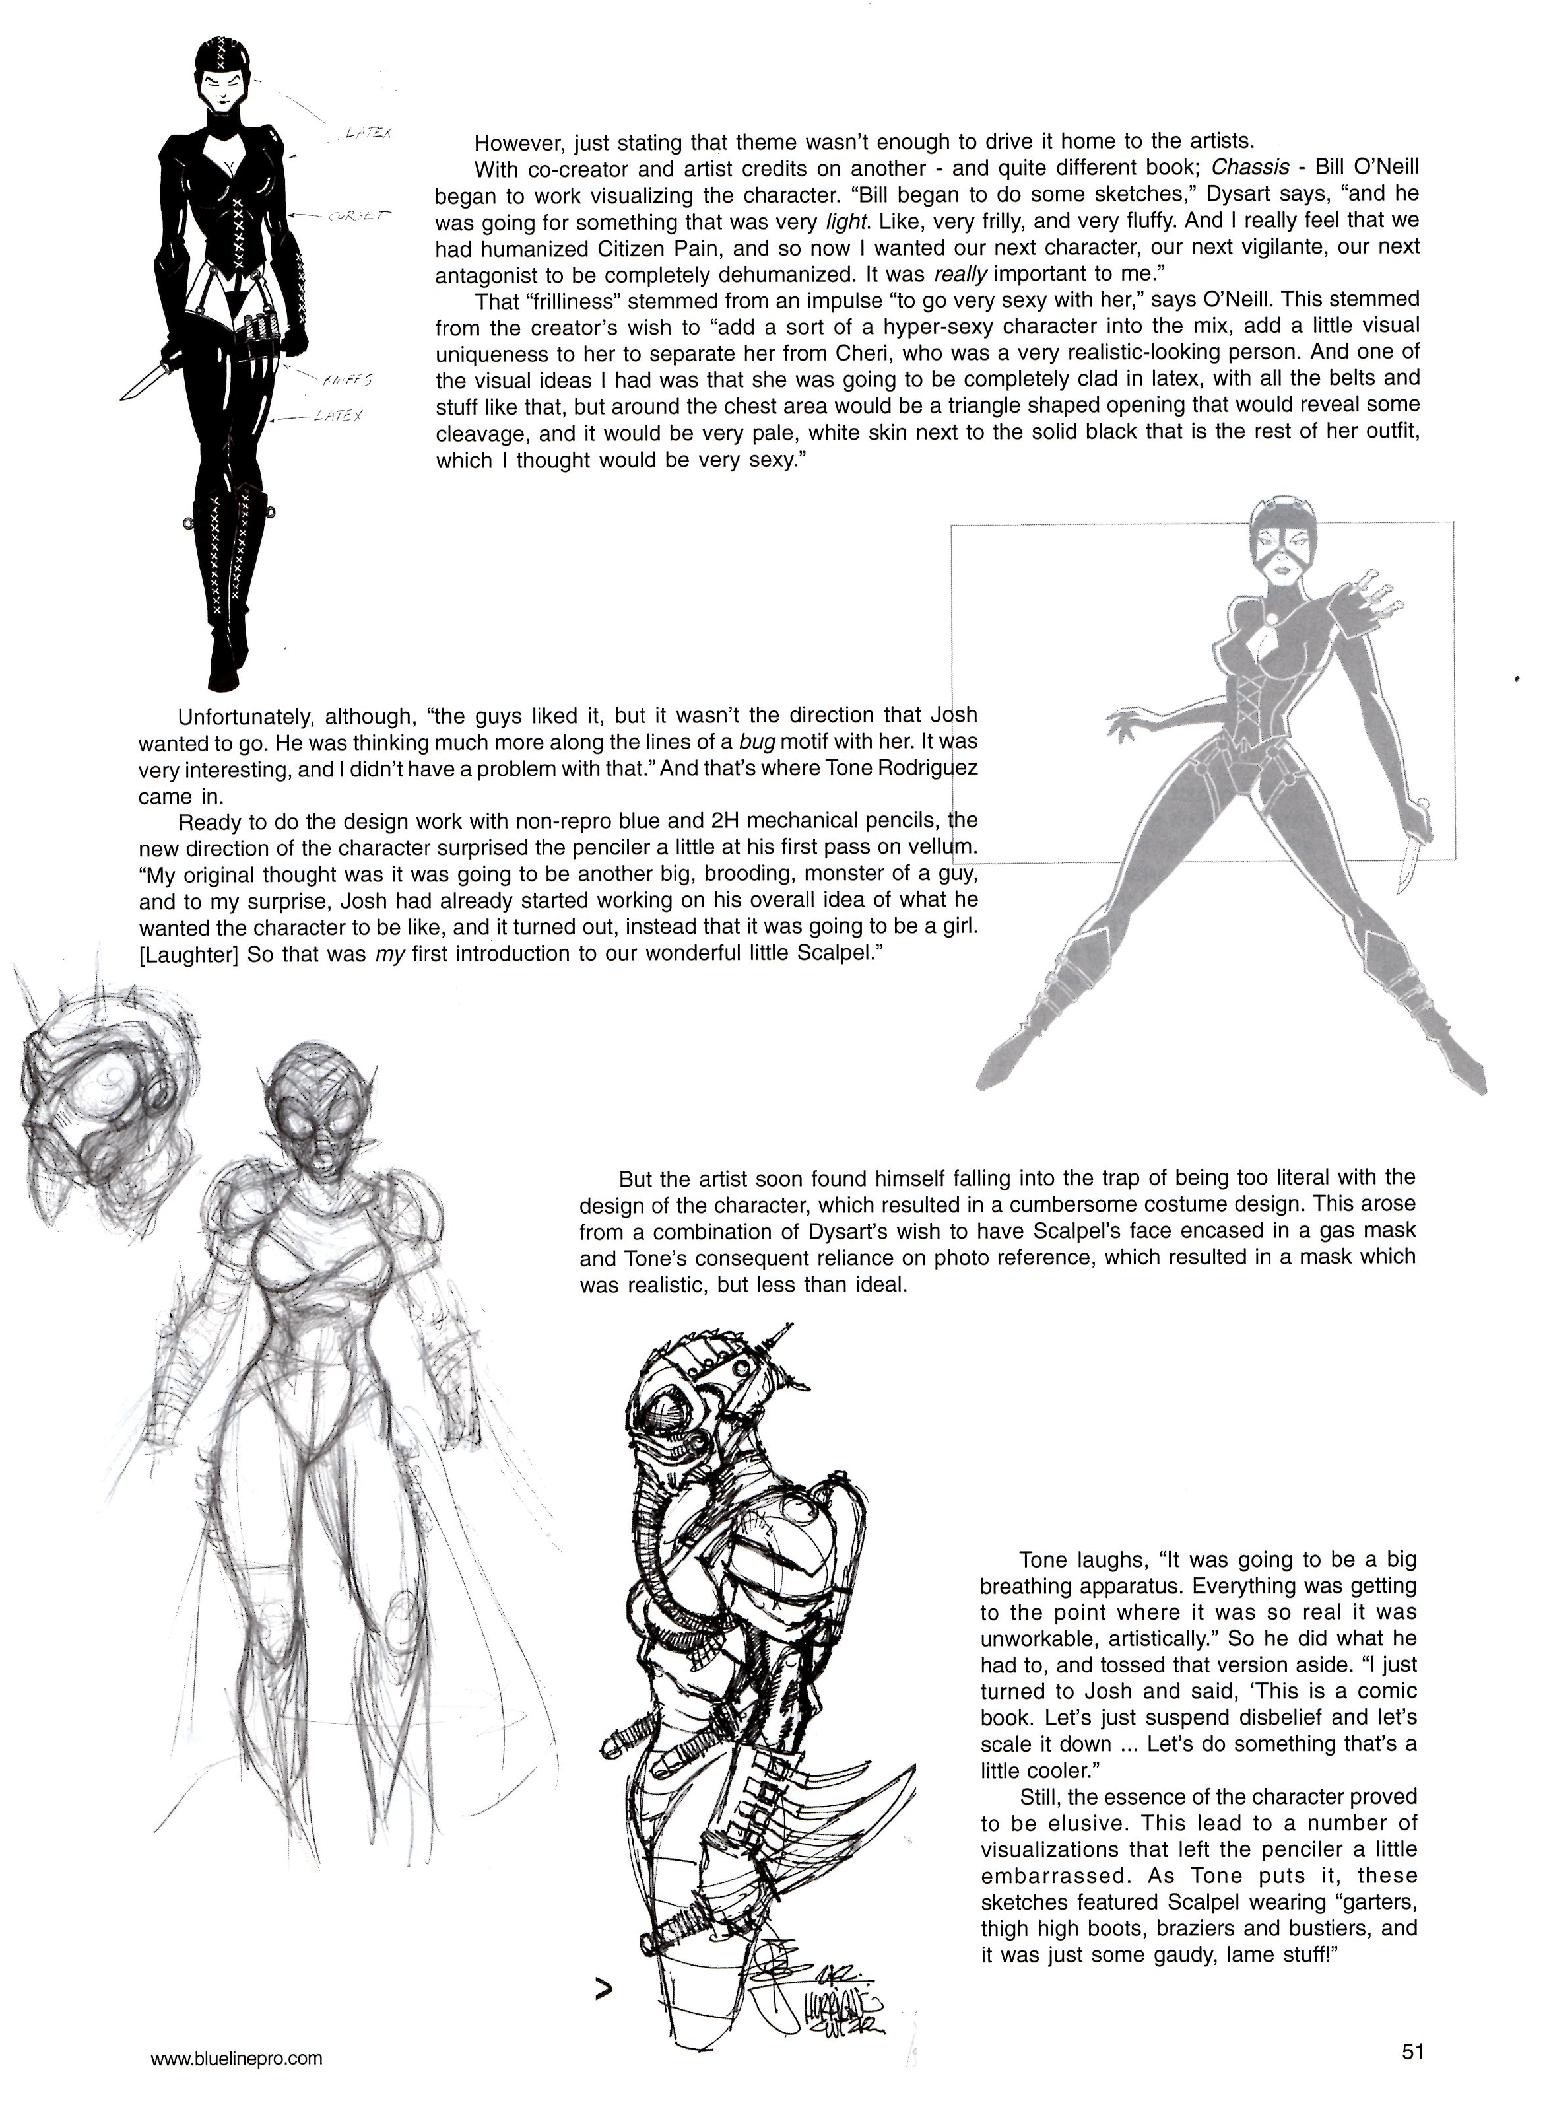 LATEX
CORSET
KNIFES
LATEX
However, just stating that theme wasn't enough to drive it home to the artists.
With co-creator and artist credits on another - and quite different book; Chassis - Bill O'Neill
began to work visualizing the character. “Bill began to do some sketches,” Dysart says, “and he
was going for something that was very light. Like, very frilly, and very fluffy. And I really feel that we
had humanized Citizen Pain, and so now I wanted our next character, our next vigilante, our next
antagonist to be completely dehumanized. It was really important to me.”
That “frilliness” stemmed from an impulse “to go very sexy with her,” says O'Neill. This stemmed
from the creator's wish to “add a sort of a hyper-sexy character into the mix, add a little visual
uniqueness to her to separate her from Cheri, who was a very realistic-looking person. And one of
the visual ideas I had was that she was going to be completely clad in latex, with all the belts and
stuff like that, but around the chest area would be a triangle shaped opening that would reveal some
cleavage, and it would be very pale, white skin next to the solid black that is the rest of her outfit,
which I thought would be very sexy.”
Unfortunately, although, “the guys liked it, but it wasn't the direction that Josh
wanted to go. He was thinking much more along the lines of a bug motif with her. It was
very interesting, and I didn't have a problem with that.” And that's where Tone Rodriguez
came in.
Ready to do the design work with non-repro blue and 2H mechanical pencils, the
new direction of the character surprised the penciler a little at his first pass on vellum.
“My original thought was it was going to be another big, brooding, monster of a guy,
and to my surprise, Josh had already started working on his overall idea of what he
wanted the character to be like, and it turned out, instead that it was going to be a girl.
[Laughter] So that was my first introduction to our wonderful little Scalpel.”
But the artist soon found himself falling into the trap of being too literal with the
design of the character, which resulted in a cumbersome costume design. This arose
from a combination of Dysart's wish to have Scalpel's face encased in a gas mask
and Tone's consequent reliance on photo reference, which resulted in a mask which
was realistic, but less than ideal.
Tone laughs, “It was going to be a big
breathing apparatus. Everything was getting
to the point where it was so real it was
unworkable, artistically.” So he did what he
had to, and tossed that version aside. “I just
turned to Josh and said, ‘This is a comic
book. Let's just suspend disbelief and let's
scale it down ... Let's do something that's a
little cooler.”
Still, the essence of the character proved
to be elusive. This lead to a number of
visualizations that left the penciler a little
embarrassed. As Tone puts it, these
sketches featured Scalpel wearing “garters,
thigh high boots, braziers and bustiers, and
it was just some gaudy, lame stuff!”
>
www.bluelinepro.com
51